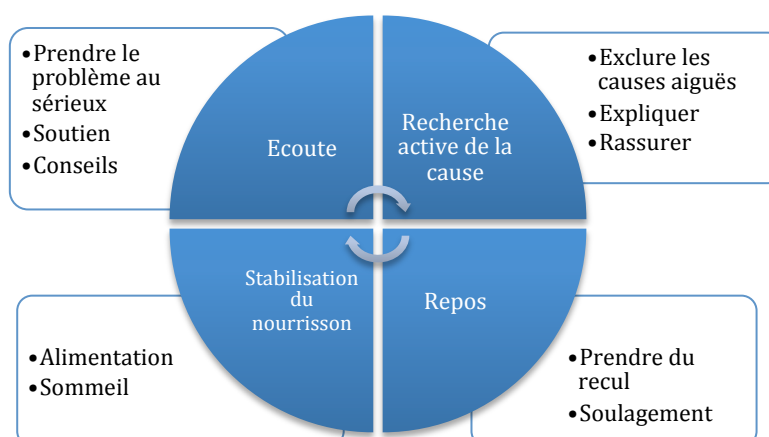 •Prendre le
problème au
sérieux
•Soutien
•Conseils
Ecoute
Recherche
active de la
cause
•Exclure les
causes aiguës
•Expliquer
•Rassurer
•Alimentation
•Sommeil
Stabilisation
du
nourrisson
Repos
•Prendre du
recul
•Soulagement